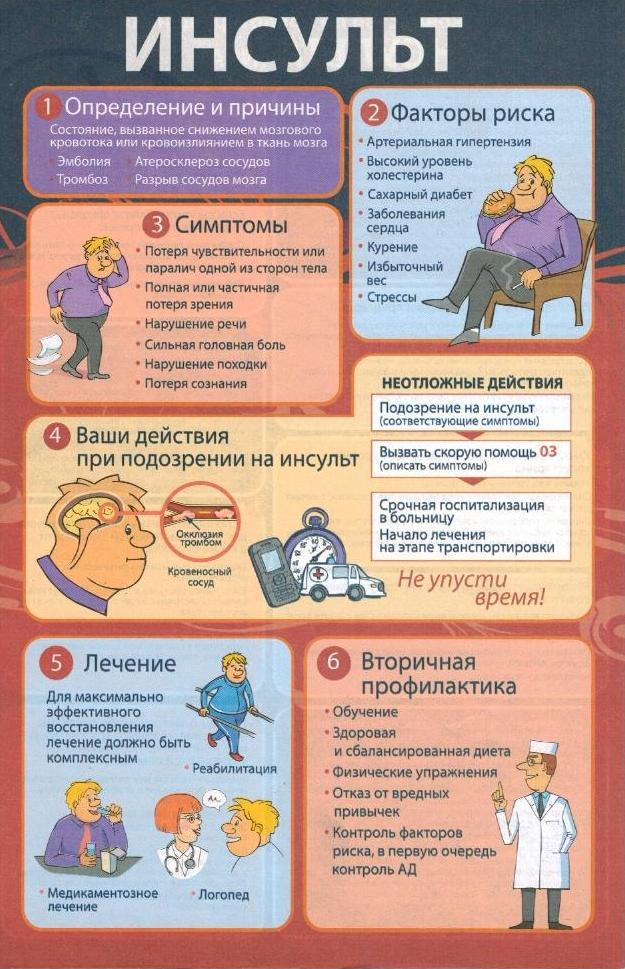 ИНСУЛЬТ
1 Определение и причины
Состояние, вызванное снижением мозгового
кровотока или кровоизлиянием в ткань мозга
• Эмболия • Атеросклероз сосудов
• Тромбоз • Разрыв сосудов мозга
2 Факторы риска
• Артериальная гипертензия
• Высокий уровень
холестерина
• Сахарный диабет
• Заболевания
сердца
• Курение
• Избыточный
вес
• Стрессы
3 Симптомы
• Потеря чувствительности или
паралич одной из сторон тела
• Полная или частичная
потеря зрения
• Нарушение речи
• Сильная головная боль
• Нарушение походки
• Потеря сознания
4 Ваши действия
при подозрении на инсульт
Окклюзия
тромбом
Кровеносный
сосуд
НЕОТЛОЖНЫЕ ДЕЙСТВИЯ
Подозрение на инсульт
(соответствующие симптомы)
Вызвать скорую помощь 03
(описать симптомы)
Срочная госпитализация
в больницу
Начало лечения
на этапе транспортировки
Не упусти
время!
5 Лечение
Для максимально
эффективного
восстановления
лечение должно быть
комплексным
• Реабилитация
• Медикаментозное
лечение
• Логопед
6 Вторичная
профилактика
• Обучение
• Здоровая
и сбалансированная диета
• Физические упражнения
• Отказ от вредных
привычек
• Контроль факторов
риска, в первую очередь
контроль АД